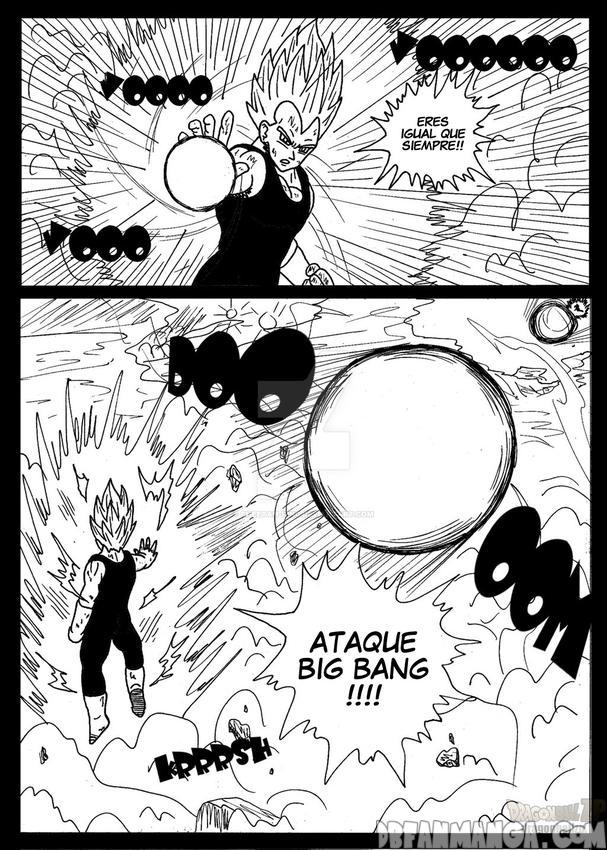 VOOOO
VOOOOOO
ERES
IGUAL QUE
SIEMPRE!!
VOOO
DOO
OOM
ATAQUE
BIG BANG
!!!!
KRRRSH
DBFANMANGA.COM